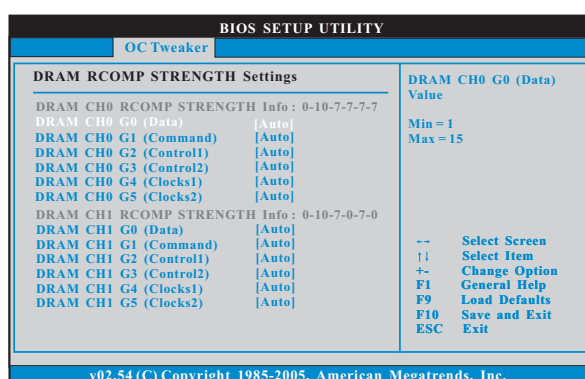 BIOS SETUP UTILITY
OC Tweaker
DRAM RCOMP STRENGTH Settings
DRAM CH0 RCOMP STRENGTH Info : 0-10-7-7-7-7
DRAM CH0 G0 (Data) [Auto]
DRAM CH0 G1 (Command) [Auto]
DRAM CH0 G2 (Control1) [Auto]
DRAM CH0 G3 (Control2) [Auto]
DRAM CH0 G4 (Clocks1) [Auto]
DRAM CH0 G5 (Clocks2) [Auto]
DRAM CH1 RCOMP STRENGTH Info : 0-10-7-0-7-0
DRAM CH1 G0 (Data) [Auto]
DRAM CH1 G1 (Command) [Auto]
DRAM CH1 G2 (Control1) [Auto]
DRAM CH1 G3 (Control2) [Auto]
DRAM CH1 G4 (Clocks1) [Auto]
DRAM CH1 G5 (Clocks2) [Auto]
DRAM CH0 G0 (Data)
Value
Min = 1
Max = 15
←→ Select Screen
↑↓ Select Item
+- Change Option
F1 General Help
F9 Load Defaults
F10 Save and Exit
ESC Exit
v02.54 (C) Copyright 1985-2005, American Megatrends, Inc.